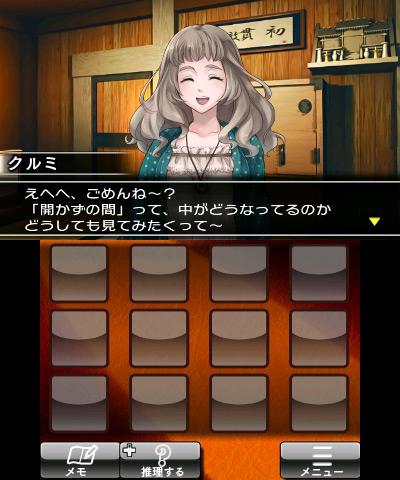 初貫
クルミ
えへへ、ごめんね～？
「開かずの間」って、中がどうなってるのか
どうしても見てみたくって～
メモ
推理する
メニュー